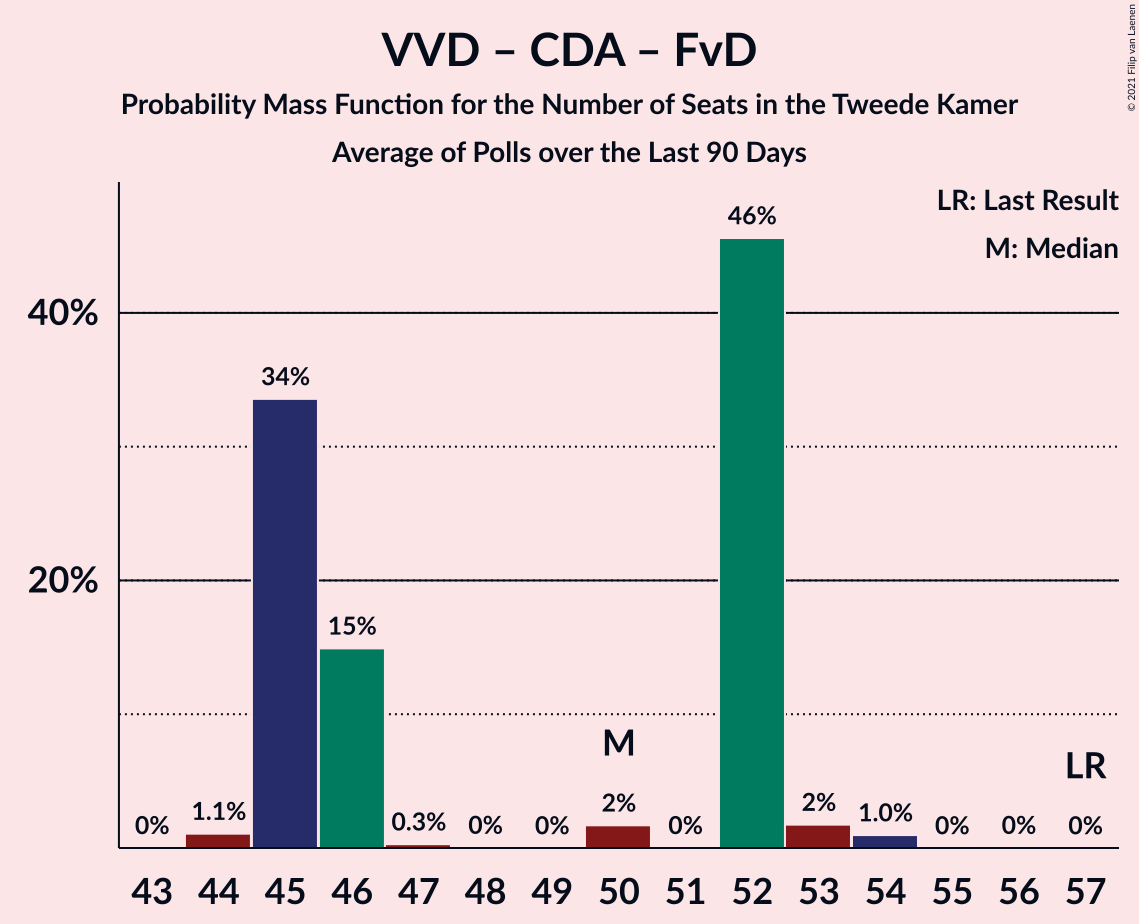 VVD – CDA – FvD
Probability Mass Function for the Number of Seats in the Tweede Kamer
Average of Polls over the Last 90 Days
© 2021 Filip van Laenen
LR: Last Result
M: Median
40%
20%
0%
1.1%
34%
15%
0.3%
0%
0%
M
2%
0%
46%
2%
1.0%
0%
0%
LR
0%
43 44 45 46 47 48 49 50 51 52 53 54 55 56 57